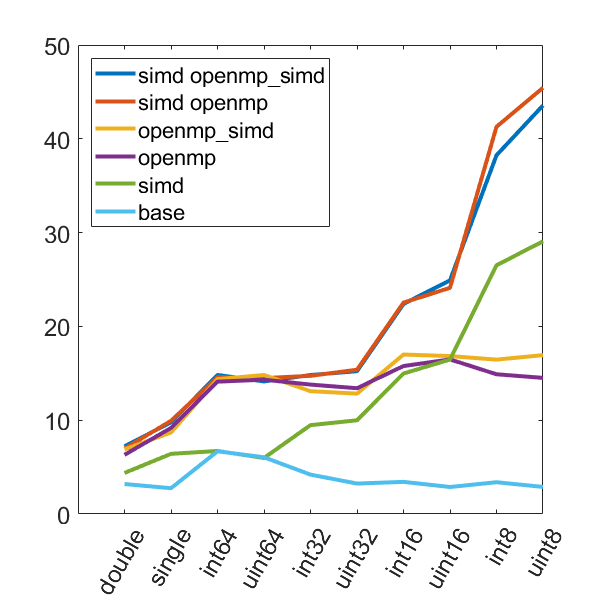 50
40
30
20
10
0
simd openmp_simd
simd openmp
openmp_simd
openmp
simd
base
double
single
int64
uint64
int32
uint32
int16
uint16
int8
uint8